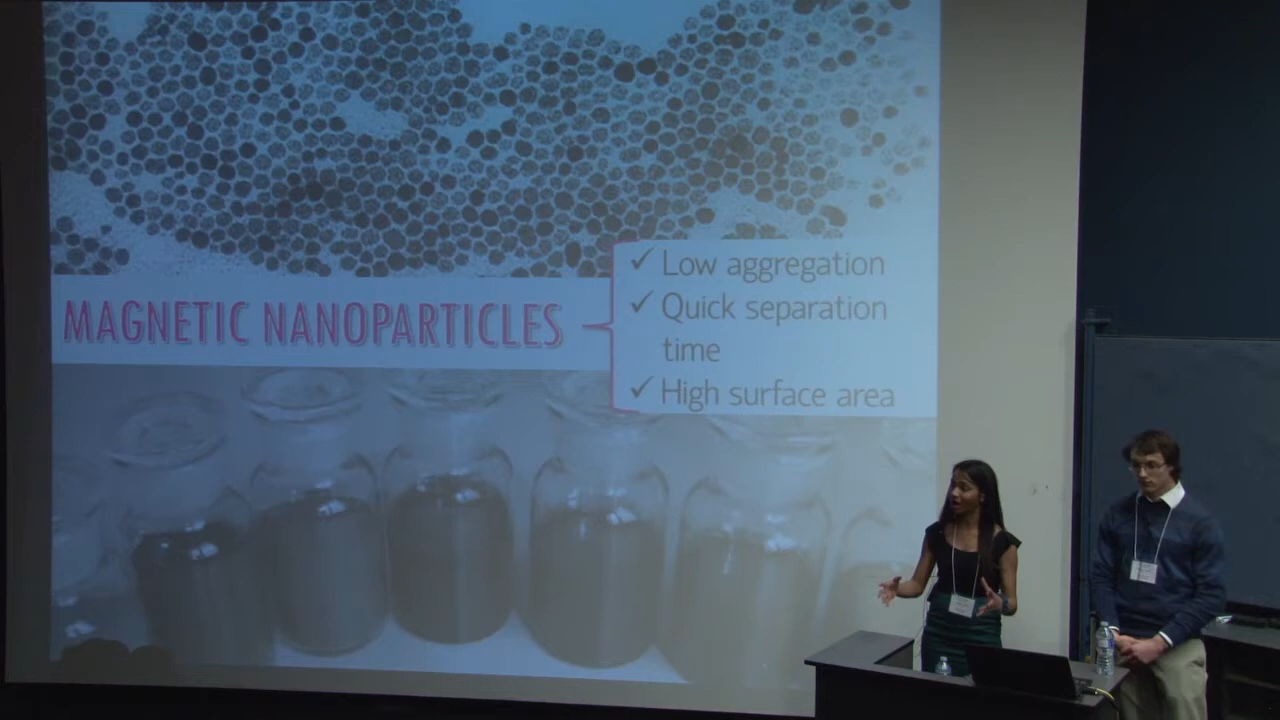 MAGNETIC NANOPARTICLES
✓ Low aggregation
✓ Quick separation
time
✓ High surface area